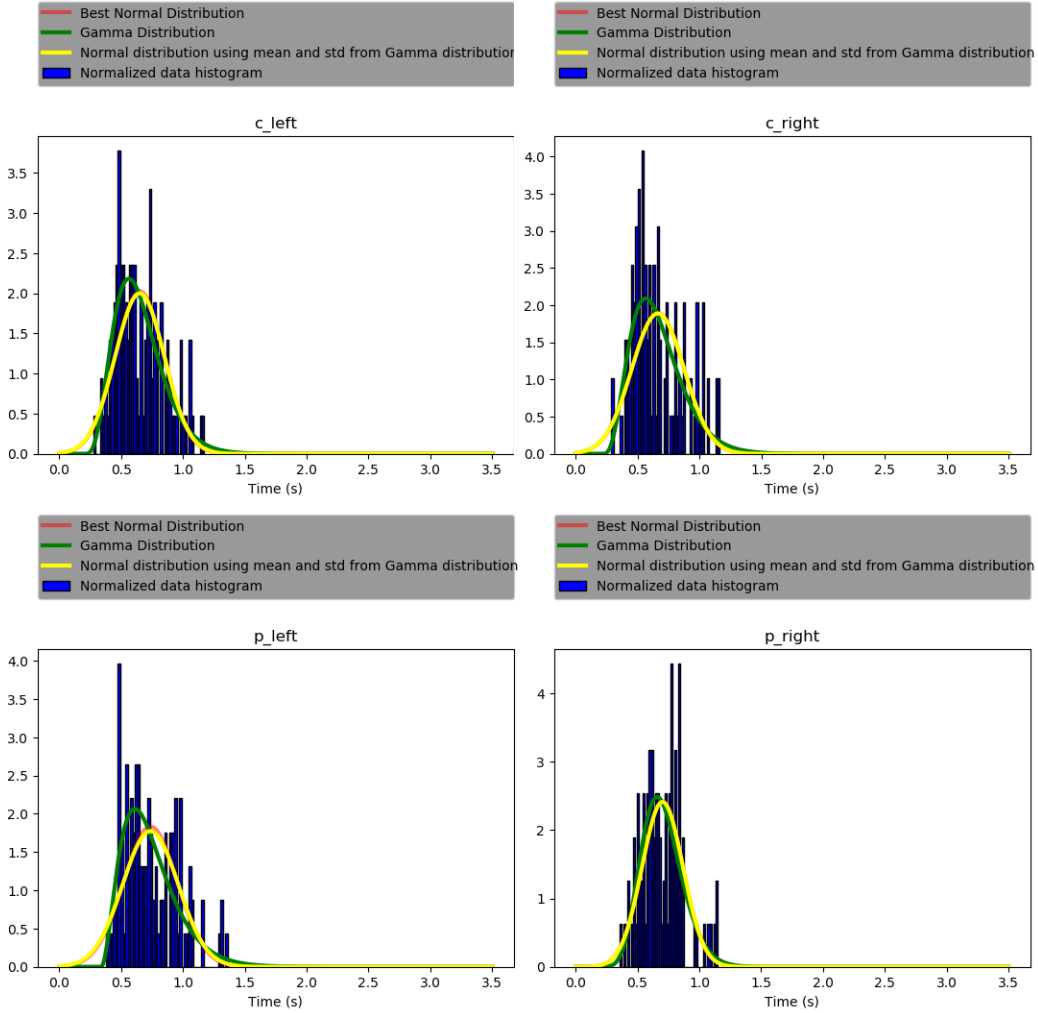 Best Normal Distribution
Gamma Distribution
Normal distribution using mean and std from Gamma distribution
Normalized data histogram
c_left
3.5
3.0
2.5
2.0
1.5
1.0
0.5
0.0
0.0 0.5 1.0 1.5 2.0 2.5 3.0 3.5
Time (s)
Best Normal Distribution
Gamma Distribution
Normal distribution using mean and std from Gamma distribution
Normalized data histogram
c_right
4.0
3.5
3.0
2.5
2.0
1.5
1.0
0.5
0.0
0.0 0.5 1.0 1.5 2.0 2.5 3.0 3.5
Time (s)
Best Normal Distribution
Gamma Distribution
Normal distribution using mean and std from Gamma distribution
Normalized data histogram
p_left
4.0
3.5
3.0
2.5
2.0
1.5
1.0
0.5
0.0
0.0 0.5 1.0 1.5 2.0 2.5 3.0 3.5
Time (s)
Best Normal Distribution
Gamma Distribution
Normal distribution using mean and std from Gamma distribution
Normalized data histogram
p_right
4
3
2
1
0
0.0 0.5 1.0 1.5 2.0 2.5 3.0 3.5
Time (s)